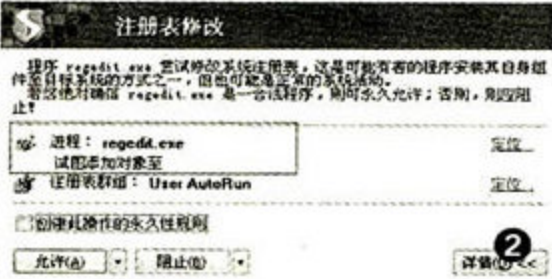 注册表修改
程序 regedit.exe 尝试修改系统注册表，这是可能有害的程序安装其自身组
件至目标系统的方式之一，但也可能是正常的系统活动。
若您绝对确信 regedit.exe 是一合法程序，则可永久允许；否则，则应阻
止！
进程： regedit.exe
定位...
试图添加对象至
注册表群组： User AutoRun
定位...
创建此操作的永久性规则
允许(A)
阻止(B)
详情 <<
2